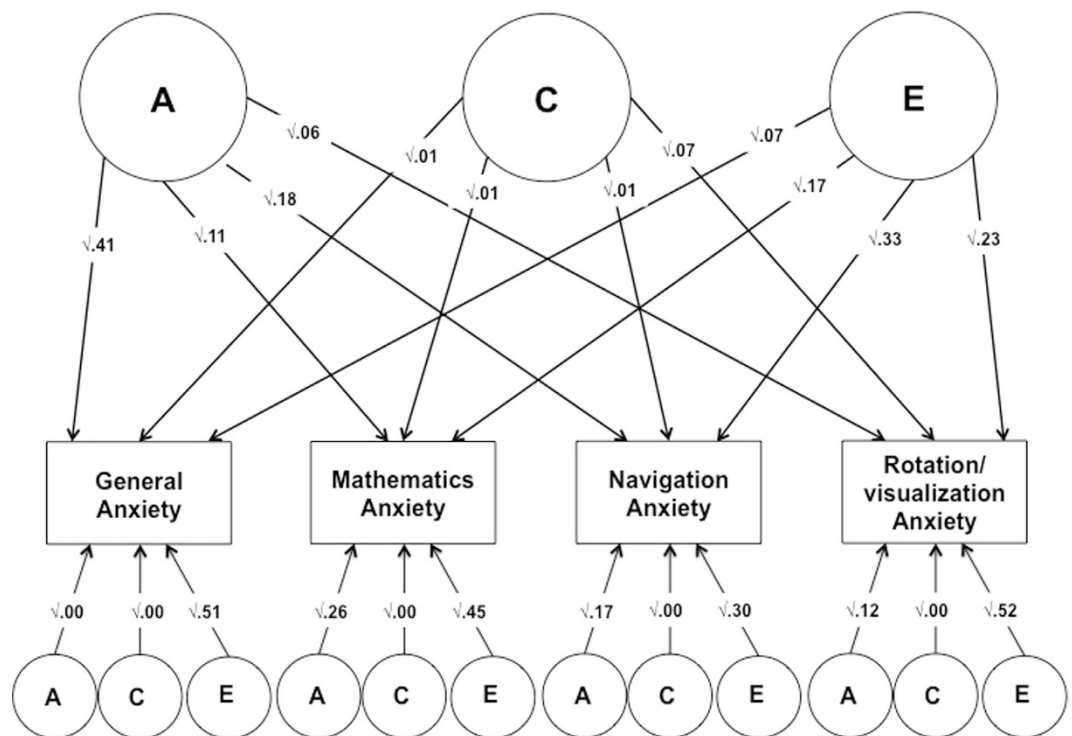 A
C
E
√.06
√.01
√.07
√.07
√.01
√.01
√.17
√.18
√.41
√.11
√.33
√.23
General
Anxiety
Mathematics
Anxiety
Navigation
Anxiety
Rotation/
visualization
Anxiety
√.00
√.00
√.51
√.26
√.00
√.45
√.17
√.00
√.30
√.12
√.00
√.52
A
C
E
A
C
E
A
C
E
A
C
E